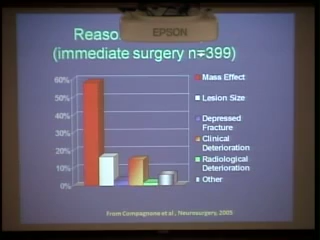 Reaso
EPSON
(immediate surgery n=399)
60%
50%
40%
30%
20%
10%
0%
Mass Effect
Lesion Size
Depressed
Fracture
Clinical
Deterioration
Radiological
Deterioration
Other
From Compagnone et al., Neurosurgery, 2005